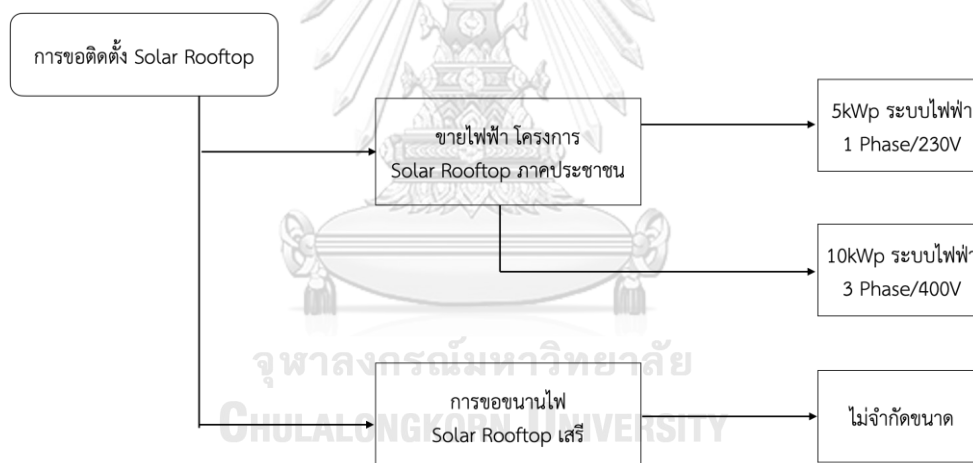 การขอติดตั้ง Solar Rooftop
ขายไฟฟ้า โครงการ
Solar Rooftop ภาคประชาชน
5kWp ระบบไฟฟ้า
1 Phase/230V
10kWp ระบบไฟฟ้า
3 Phase/400V
จุฬาลงกรณ์มหาวิทยาลัย
CHULALONGKORN UNIVERSITY
การขอขนานไฟ
Solar Rooftop เสรี
ไม่จำกัดขนาด